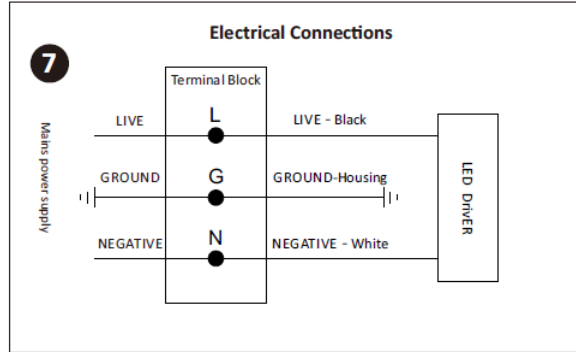 Electrical Connections
7
Mains power supply
Terminal Block
LIVE
L
LIVE - Black
GROUND
G
GROUND-Housing
NEGATIVE
N
NEGATIVE - White
LED DrivER